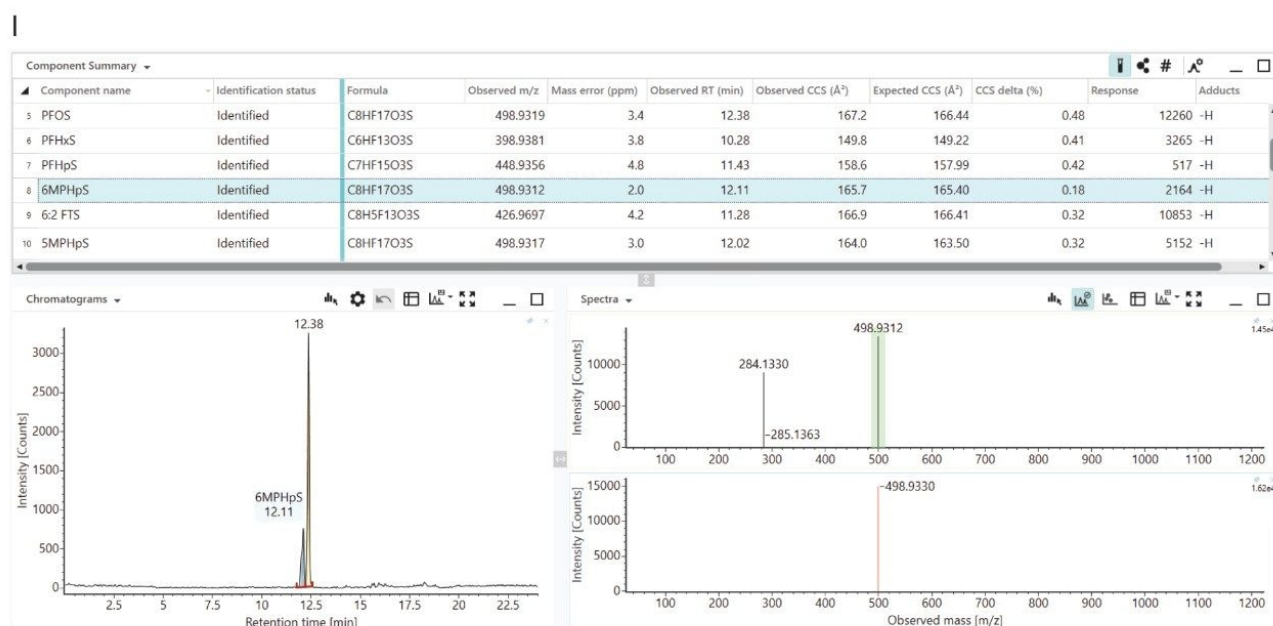 Component Summary
Component name Identification status Formula Observed m/z Mass error (ppm) Observed RT (min) Observed CCS (Å²) Expected CCS (Å²) CCS delta (%) Response Adducts
5 PFOS Identified C8HF17O3S 498.9319 3.4 12.38 167.2 166.44 0.48 12260 -H
6 PFHxS Identified C6HF13O3S 398.9381 3.8 10.28 149.8 149.22 0.41 3265 -H
7 PFHpS Identified C7HF15O3S 448.9356 4.8 11.43 158.6 157.99 0.42 517 -H
8 6MPHpS Identified C8HF17O3S 498.9312 2.0 12.11 165.7 165.40 0.18 2164 -H
9 6:2 FTS Identified C8H5F13O3S 426.9697 4.2 11.28 166.9 166.41 0.32 10853 -H
10 5MPHpS Identified C8HF17O3S 498.9317 3.0 12.02 164.0 163.50 0.32 5152 -H
Chromatograms
12.38
Intensity [Counts]
3000
2500
2000
1500
1000
500
0
6MPHpS
12.11
2.5 5 7.5 10 12.5 15 17.5 20 22.5
Retention time [min]
Spectra
1.45e4
498.9312
284.1330
−285.1363
Intensity [Counts]
10000
5000
0
100 200 300 400 500 600 700 800 900 1000 1100 1200
1.62e4
−498.9330
Intensity [Counts]
15000
10000
5000
0
100 200 300 400 500 600 700 800 900 1000 1100 1200
Observed mass [m/z]